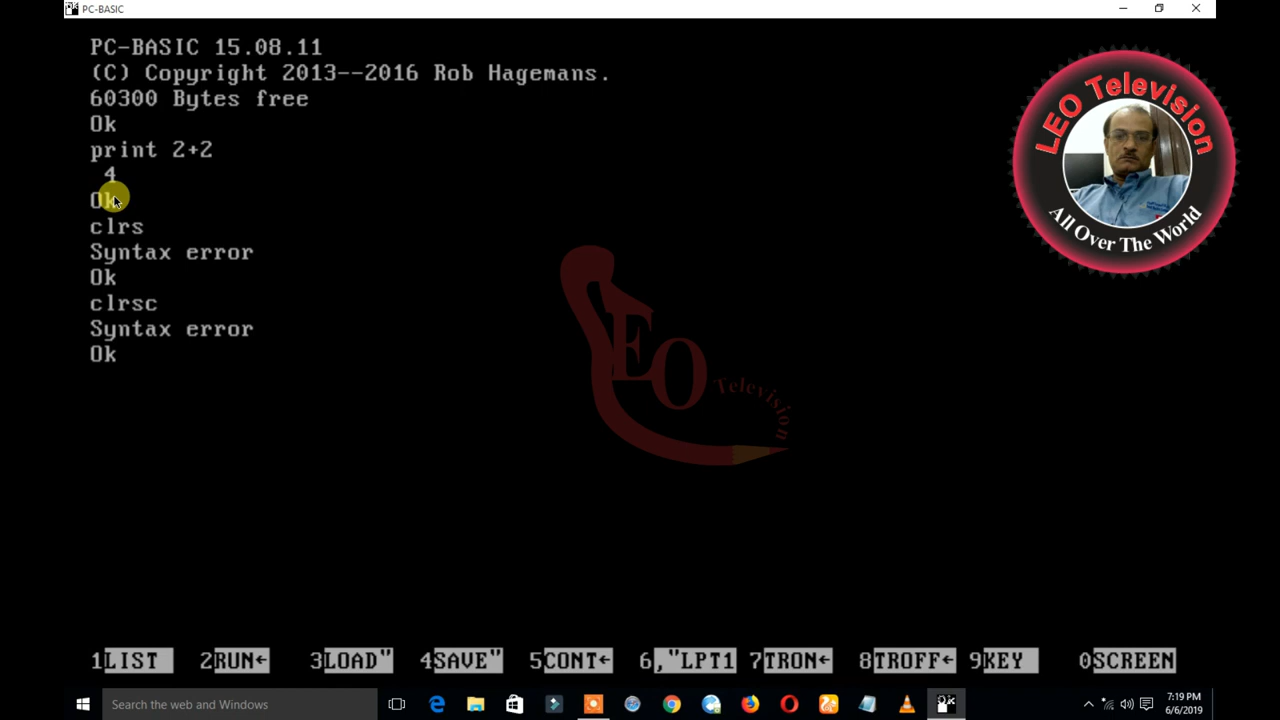 PC-BASIC
PC-BASIC 15.08.11
(C) Copyright 2013--2016 Rob Hagemans.
60300 Bytes free
Ok
print 2+2
4
Ok
clrs
Syntax error
Ok
clrsc
Syntax error
Ok
LEO Television
All Over The World
LEO
Television
1LIST 2RUN← 3LOAD" 4SAVE" 5CONT← 6,"LPT1 7TRON← 8TROFF← 9KEY 0SCREEN
Search the web and Windows
7:19 PM
6/6/2019